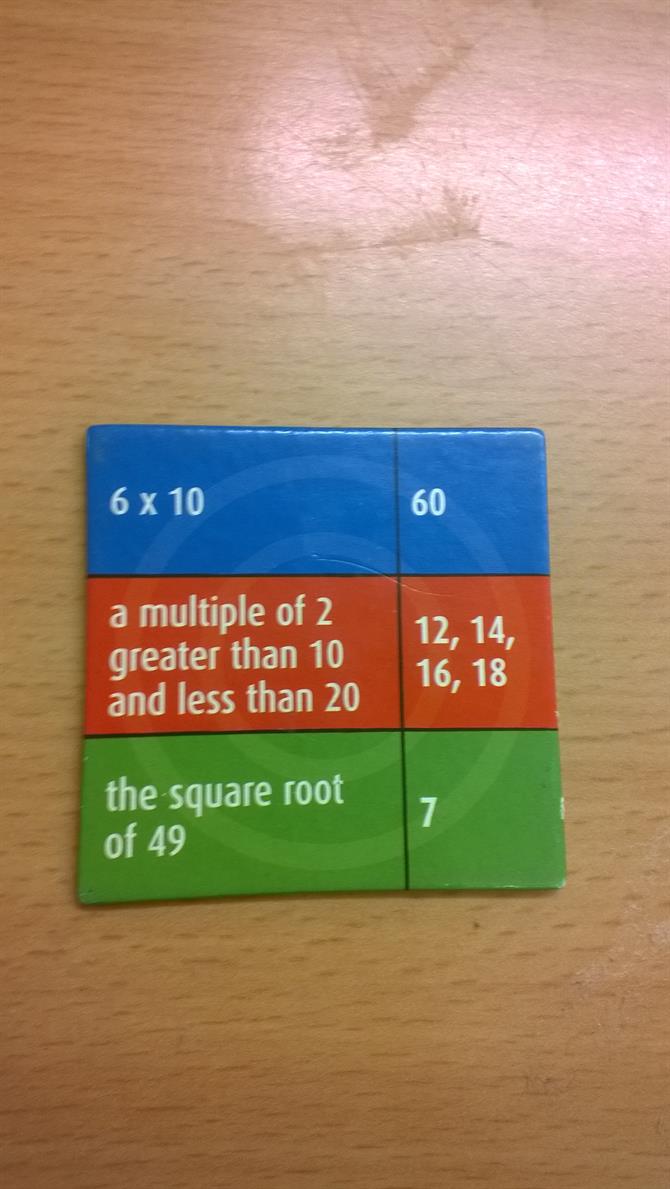 6 x 10
60
a multiple of 2
greater than 10
and less than 20
12, 14,
16, 18
the square root
of 49
7